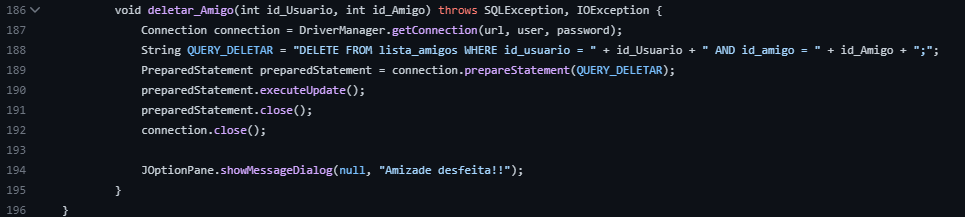 186 void deletar_Amigo(int id_Usuario, int id_Amigo) throws SQLException, IOException {
187 Connection connection = DriverManager.getConnection(url, user, password);
188 String QUERY_DELETAR = "DELETE FROM lista_amigos WHERE id_usuario = " + id_Usuario + " AND id_amigo = " + id_Amigo + ";";
189 PreparedStatement preparedStatement = connection.prepareStatement(QUERY_DELETAR);
190 preparedStatement.executeUpdate();
191 preparedStatement.close();
192 connection.close();
193
194 JOptionPane.showMessageDialog(null, "Amizade desfeita!!");
195 }
196 }